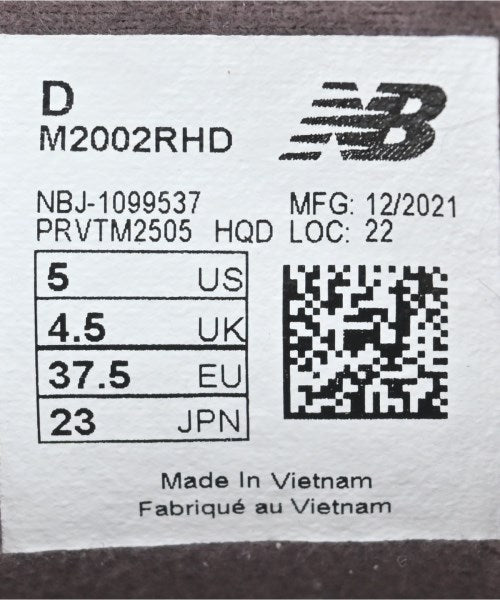 D
M2002RHD
NB
NBJ-1099537 MFG: 12/2021
PRVTM2505 HQD LOC: 22
5 US
4.5 UK
37.5 EU
23 JPN
Made In Vietnam
Fabriqué au Vietnam